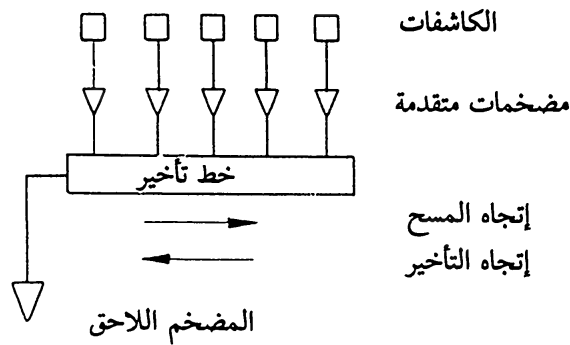 الكاشفات
مضخمات متقدمة
خط تأخير
إتجاه المسح
إتجاه التأخير
المضخم اللاحق